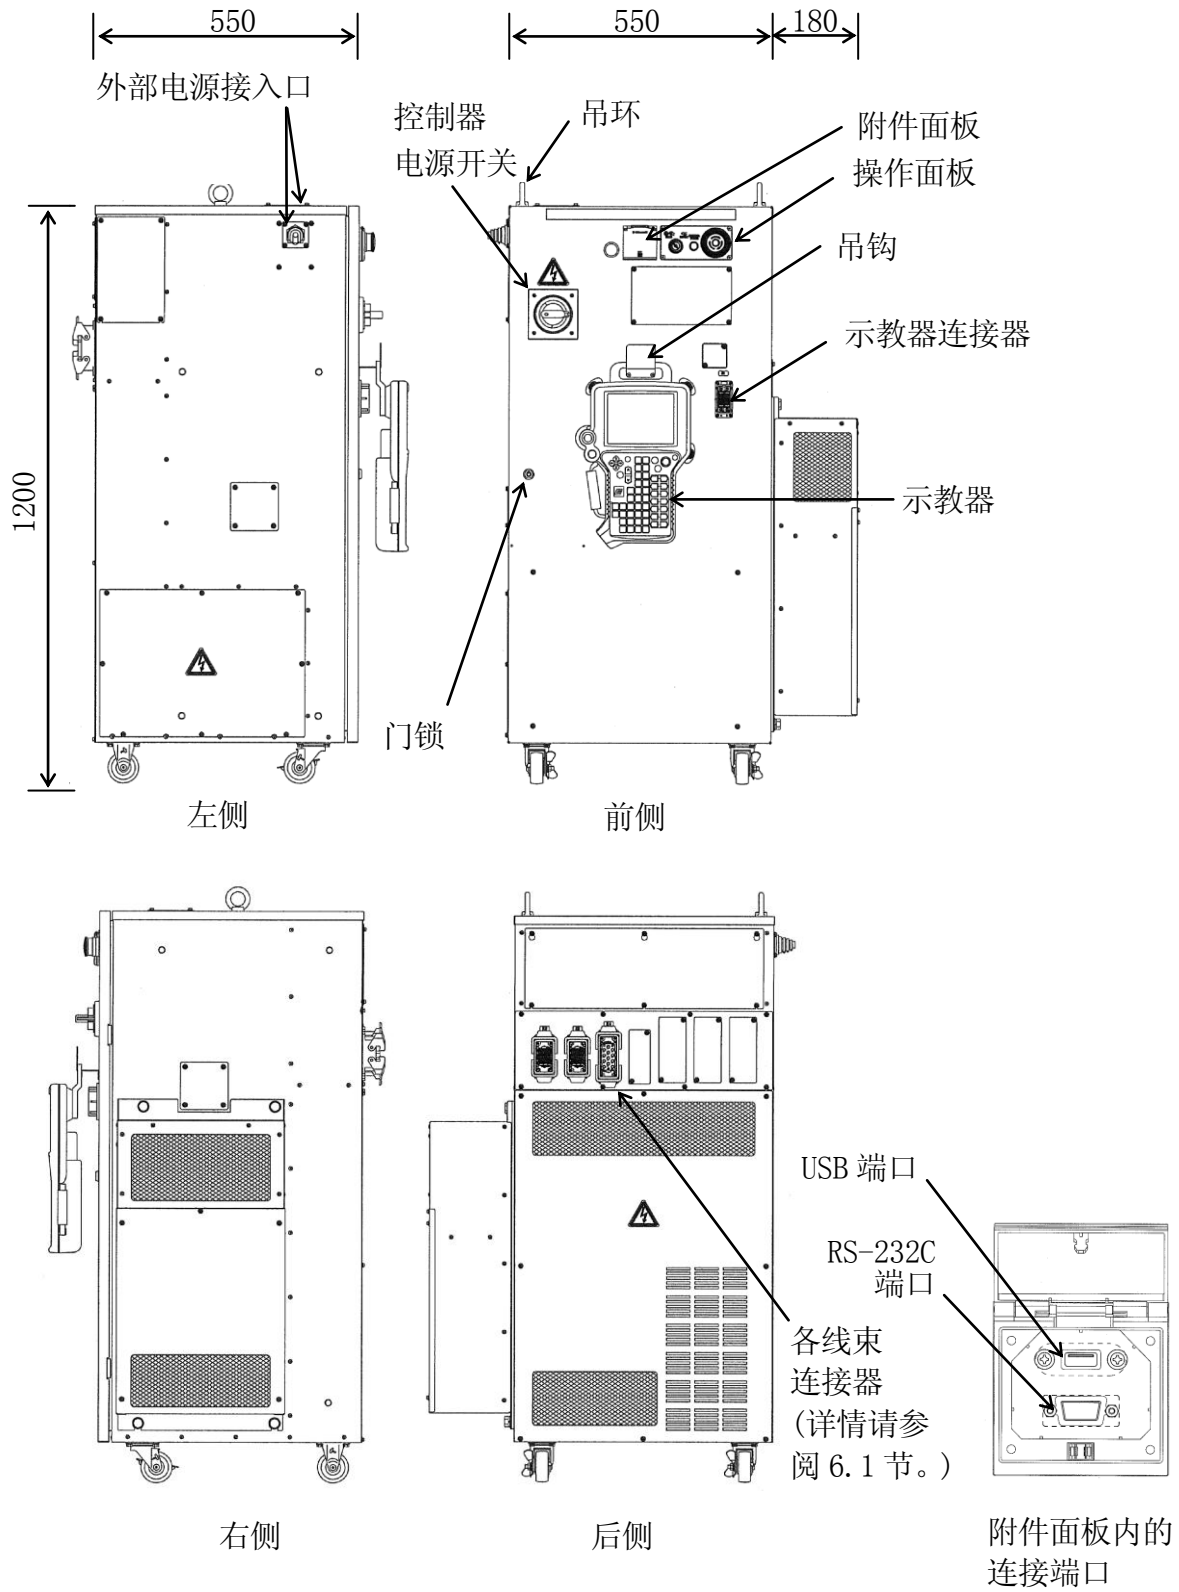 550
550
180
外部电源接入口
控制器
电源开关
吊环
附件面板
操作面板
吊钩
示教器连接器
1200
示教器
门锁
左侧
前侧
USB 端口
RS-232C
端口
各线束
连接器
(详情请参
阅 6.1 节。)
右侧
后侧
附件面板内的
连接端口